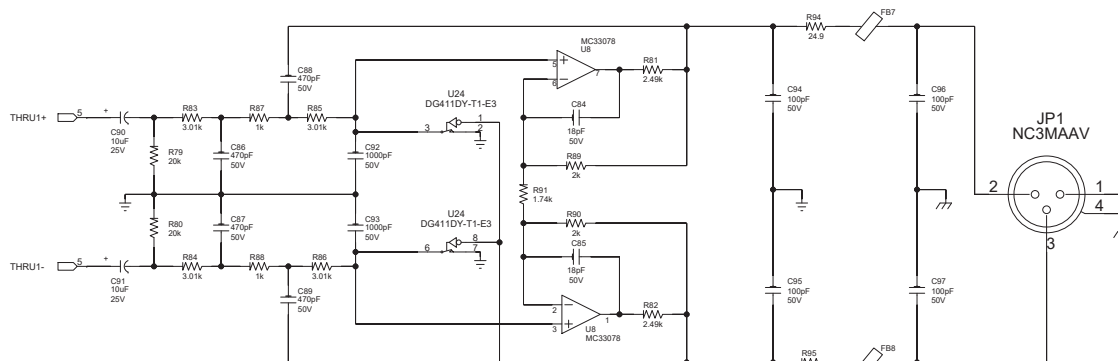 R94
24.9
FB7
MC33078
U8
5
6
7
R81
2.49k
C88
470pF
50V
U24
DG411DY-T1-E3
C94
100pF
50V
C96
100pF
50V
THRU1+
5
+
C90
10uF
25V
R83
3.01k
R87
1k
R85
3.01k
3
1
2
C84
18pF
50V
JP1
NC3MAAV
R79
20k
C86
470pF
50V
C92
1000pF
50V
R89
2k
R91
1.74k
2
1
4
3
R80
20k
C87
470pF
50V
C93
1000pF
50V
U24
DG411DY-T1-E3
R90
2k
6
8
7
C85
18pF
50V
THRU1-
5
+
C91
10uF
25V
R84
3.01k
R88
1k
R86
3.01k
C89
470pF
50V
2
3
1
U8
MC33078
R82
2.49k
C95
100pF
50V
C97
100pF
50V
R95
FB8